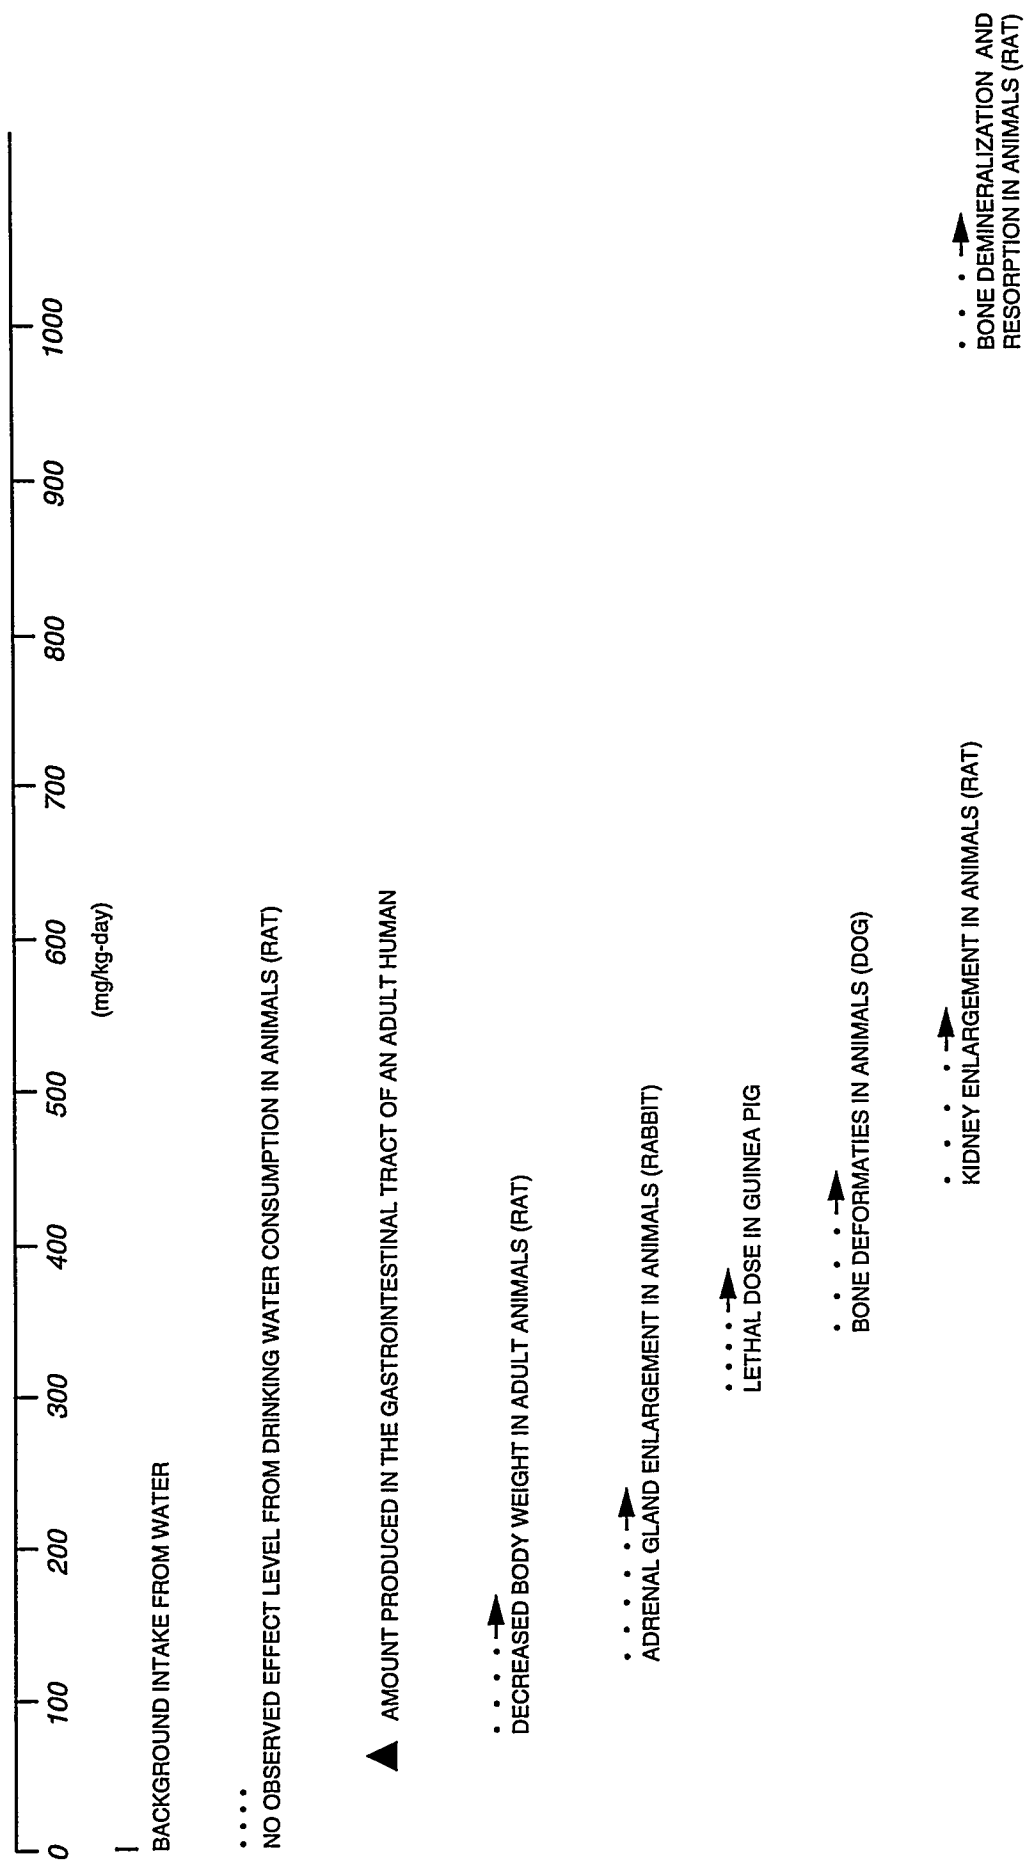 0 100 200 300 400 500 600 700 800 900 1000
(mg/kg-day)
BACKGROUND INTAKE FROM WATER
NO OBSERVED EFFECT LEVEL FROM DRINKING WATER CONSUMPTION IN ANIMALS (RAT)
AMOUNT PRODUCED IN THE GASTROINTESTINAL TRACT OF AN ADULT HUMAN
DECREASED BODY WEIGHT IN ADULT ANIMALS (RAT)
ADRENAL GLAND ENLARGEMENT IN ANIMALS (RABBIT)
LETHAL DOSE IN GUINEA PIG
BONE DEFORMATIES IN ANIMALS (DOG)
KIDNEY ENLARGEMENT IN ANIMALS (RAT)
BONE DEMINERALIZATION AND
RESORPTION IN ANIMALS (RAT)